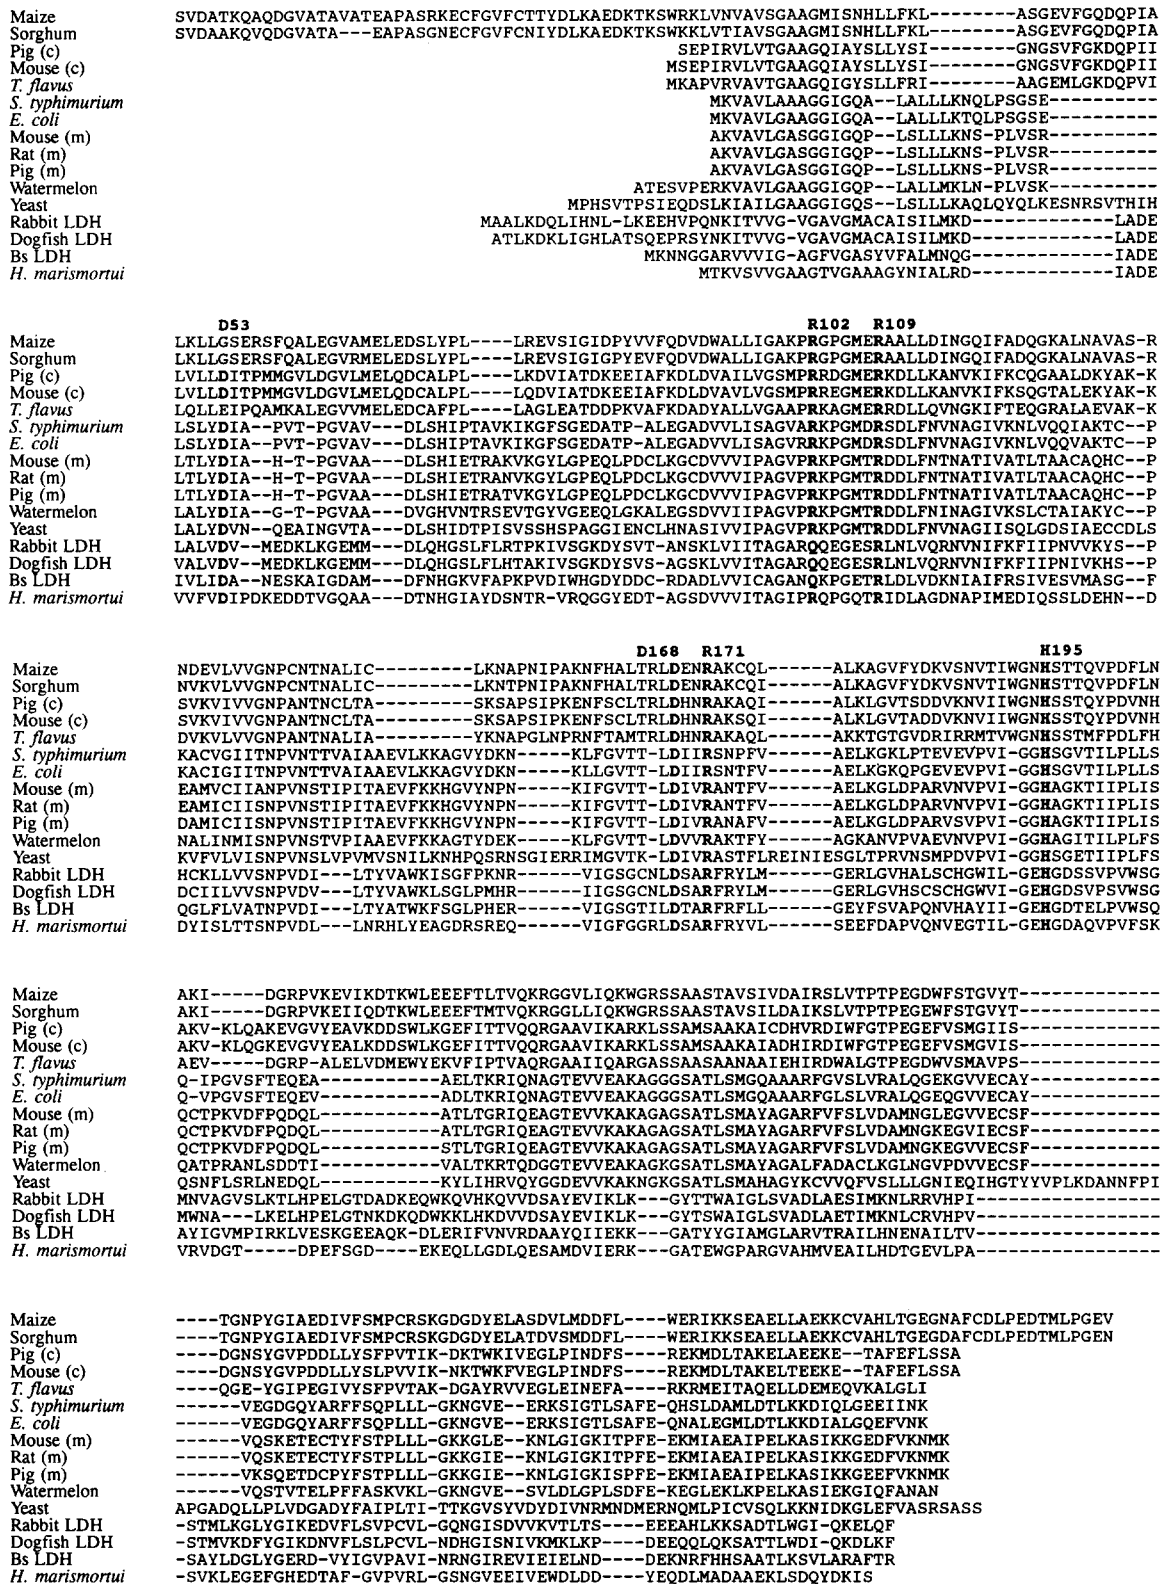 Maize SVDATKQAQDGVATAVATEAPASRKECFGVFCTTYDLKAEDKTKSWRKLVNVAVSGAAGMISNHLLFKL--------ASGEVFGQDQPIA
Sorghum SVDAAKQVQDGVATA---EAPASGNECFGVFCNIYDLKAEDKTKSWKKLVTIAVSGAAGMISNHLLFKL--------ASGEVFGQDQPIA
Pig (c) SEPIRVLVTGAAGQIAYSLLYSI--------GNGSVFGKDQPII
Mouse (c) MSEPIRVLVTGAAGQIAYSLLYSI--------GNGSVFGKDQPII
T. flavus MKAPVRVAVTGAAGQIGYSLLFRI--------AAGEMLGKDQPVI
S. typhimurium MKVAVLAAAGGIGQA--LALLLKNQLPSGSE----------
E. coli MKVAVLGAAGGIGQA--LALLLKTQLPSGSE----------
Mouse (m) AKVAVLGASGGIGQP--LSLLLKNS-PLVSR----------
Rat (m) AKVAVLGASGGIGQP--LSLLLKNS-PLVSR----------
Pig (m) AKVAVLGASGGIGQP--LSLLLKNS-PLVSR----------
Watermelon ATESVPERKVAVLGAAGGIGQP--LALLMKLN-PLVSK----------
Yeast MPHSVTPSIEQDSLKIAILGAAGGIGQS--LSLLLKAQLQYQLKESNRSVTHIH
Rabbit LDH MAALKDQLIHNL-LKEEHVPQNKITVVG-VGAVGMACAISILMKD-------------LADE
Dogfish LDH ATLKDKLIGHLATSQEPRSYNKITVVG-VGAVGMACAISILMKD-------------LADE
Bs LDH MKNNGGARVVVIG-AGFVGASYVFALMNQG-------------IADE
H. marismortui MTKVSVVGAAGTVGAAAGYNIALRD-------------IADE
D53 R102 R109
Maize LKLLGSERSFQALEGVAMELEDSLYPL----LREVSIGIDPYVVFQDVDWALLIGAKPRGPGMERAALLDINGQIFADQGKALNAVAS-R
Sorghum LKLLGSERSFQALEGVRMELEDSLYPL----LREVSIGIDPYEVFQDVDWALLIGAKPRGPGMERAALLDINGQIFADQGKALNAVAS-R
Pig (c) LVLLDITPMMGVLDGVLMELQDCALPL----LKDVIATDKEEIAFKDLDVAILVGSMPRRDGMERKDLLKANVKIFKCQGAALDKYAK-K
Mouse (c) LVLLDITPMMGVLDGVLMELQDCALPL----LQDVIATDKEEIAFKDLDVAVLVGSMPRREGMERKDLLKANVKIFKSQGTALEKYAK-K
T. flavus LQLLEIPQAMKALEGVVMELEDCAFPL----LAGLEATDDPKVAFKDADYALLVGAAPRKAGMERRDLLQVNGKIFTEQGRALAEVAK-K
S. typhimurium LSLYDIA--PVT-PGVAV---DLSHIPTAVKIKGFSGEDATP-ALEGADVVLISAGVARKPGMDRSDLFNVNAGIVKNLVQQIAKTC--P
E. coli LSLYDIA--PVT-PGVAV---DLSHIPTAVKIKGFSGEDATP-ALEGADVVLISAGVRRKPGMDRSDLFNVNAGIVKNLVQQVAKTC--P
Mouse (m) LTLYDIA--H-T-PGVAA---DLSHIETRAKVKGYLGPEQLPDCLKGCDVVVIPAGVPRKPGMTRDDLFNTNATIVATLTAACAQHC--P
Rat (m) LTLYDIA--H-T-PGVAA---DLSHIETRANVKGYLGPEQLPDCLKGCDVVVIPAGVPRKPGMTRDDLFNTNATIVATLTAACAQHC--P
Pig (m) LTLYDIA--H-T-PGVAA---DLSHIETRATVKGYLGPEQLPDCLKGCDVVVIPAGVPRKPGMTRDDLFNTNATIVATLTAACAQHC--P
Watermelon LALYDIA--G-T-PGVAA---DVGHVNTRSEVTGYVGEEQLGKALEGSDVVIIPAGVPRKPGMTRDDLFNINAGIVKSLCTAIAKYC--P
Yeast LALYDVN--QEAINGVTA---DLSHIDTPISVSSHSPAGGIENCLHNASIVVIPAGVPRKPGMTRDDLFNVNAGIISQLGDSIAECCDLS
Rabbit LDH LALVDV--MEDKLKGEMM---DLQHGSLFLRTPKIVSGKDYSVT-ANSKLVIITAGARQQEGESRLNLVQRNVNIFKFIIPNVVKYS--P
Dogfish LDH VALVDV--MEDKLKGEMM---DLQHGSLFLHTAKIVSGKDYSVS-AGSKLVVITAGARQQEGESRLNLVQRNVNIFKFIIPNIVKHS--P
Bs LDH IVLIDA--NESKAIGDAM---DFNHGKVFAPKPVDIWHGDYDDC-RDADLVVICAGANQKPGETRLDLVDKNIAIFRSIVESVMASG--F
H. marismortui VVFVDIPDKEDDTVGQAA---DTNHGIAYDSNTR-VRQGGYEDT-AGSDVVVITAGIPRQPGQTRIDLAGDNAPIMEDIQSSLDEHN--D
D168 R171 H195
Maize NDEVLVVGNPCNTNALIC---------LKNAPNIPAKNFHALTRLDENRAKCQL------ALKAGVFYDKVSNVTIWGNHSTTQVPDFLN
Sorghum NVKVLVVGNPCNTNALIC---------LKNTPNIPAKNFHALTRLDENRAKCQI------ALKAGVFYDKVSNVTIWGNHSTTQVPDFLN
Pig (c) SVKVIVVGNPANTNCLTA---------SKSAPSIPKENFSCLTRLDHNRAKAQI------ALKLGVTSDDVKNVIIWGNHSSTQYPDVNH
Mouse (c) SVKVIVVGNPANTNCLTA---------SKSAPSIPKENFSCLTRLDHNRAKSQI------ALKLGVTADDVKNVIIWGNHSSTQYPDVNH
T. flavus DVKVLVVGNPANTNALIA---------YKNAPGLNPRNFTAMTRLDHNRAKAQL------AKKTGTGVDRIRRMTVWGNHSSTMFPDLFH
S. typhimurium KACVGIITNPVNTTVAIAAEVLKKAGVYDKN------KLFGVTT-LDIIRSNPFV------AELKGKLPTEVEVPVI-GGHSGVTILPLLS
E. coli KACIGIITNPVNTTVAIAAEVLKKAGVYDKN------KLLGVTT-LDIIRSNTFV------AELKGKQPGEVEVPVI-GGHSGVTILPLLS
Mouse (m) EAMVCIIANPVNSTIPITAEVFKKHGVYNPN------KIFGVTT-LDIVRANTFV------AELKGLDPARVNVPVI-GGHAGKTIIPLIS
Rat (m) EAMICIISNPVNSTIPITAEVFKKHGVYNPN------KIFGVTT-LDIVRANTFV------AELKGLDPARVNVPVI-GGHAGKTIIPLIS
Pig (m) DAMICIISNPVNSTIPITAEVFKKHGVYNPN------KIFGVTT-LDIVRANAFV------AELKGLDPARVSVPVI-GGHAGKTIIPLIS
Watermelon NALINMISNPVNSTVPIAAEVFKKAGTYDEK------KLFGVTT-LDVVRAKTFY------AGKANVPVAEVNVPVI-GGHAGITILPLFS
Yeast KVFVLVISNPVNSLVPVMVSNILKNHPQSRNSGIERRIMGVTK-LDIVRASTFLREINIESGLTPRVNSMPDVPVI-GGHSGETIIPLFS
Rabbit LDH HCKLLVVSNPVDI---LTYVAWKISGFPKNR------VIGSGCNLDSARFRYLM------GERLGVHALSCHGWIL-GEHGDSSVPVWSG
Dogfish LDH DCIILVVSNPVDV---LTYVAWKLSGLPMHR------IIGSGCNLDSARFRYLM------GERLGVHSCSCHGWVI-GEHGDSVPSVWSG
Bs LDH QGLFLVATNPVDI---LTYATWKFSGLPHER------VIGSGTILDTARFRFLL------GEYFSVAPQNVHAYII-GEHGDTELPVWSQ
H. marismortui DYISLTTSNPVDL---LNRHLYEAGDRSREQ------VIGFGGRLDSARFRYVL------SEEFDAPVQNVEGTIL-GEHGDAQVPVFSK
Maize AKI-----DGRPVKEVIKDTKWLEEEFTLTVQKRGGVLIQKWGRSSAASTAVSIVDAIRSLVTPTPEGDWFSTGVYT-------------
Sorghum AKI-----DGRPVKEIIQDTKWLEEEFTMTVQKRGGLLIQKWGRSSAASTAVSILDAIKSLVTPTPEGEWFSTGVYT-------------
Pig (c) AKV-KLQAKEVGVYEAVKDDSWLKGEFITTVQQRGAAVIKARKLSSAMSAAKAICDHVRDIWFGTPEGEFVSMGIIS-------------
Mouse (c) AKV-KLQGKEVGVYEALKDDSWLKGEFITTVQQRGAAVIKARKLSSAMSAAKAIADHIRDIWFGTPEGEFVSMGVIS-------------
T. flavus AEV-----DGRP-ALELVDMEWYEKVFIPTVAQRGAAIIQARGASSAASAANAAIEHIRDWALGTPEGDWVSMAVPS-------------
S. typhimurium Q-IPGVSFTEQEA-----------AELTKRIQNAGTEVVEAKAGGGSATLSMGQAAARFGVSLVRALQGEKGVVECAY------------
E. coli Q-VPGVSFTEQEV-----------ADLTKRIQNAGTEVVEAKAGGGSATLSMGQAAARFGLSLVRALQGEQGVVECAY------------
Mouse (m) QCTPKVDFPQDQL-----------ATLTGRIQEAGTEVVKAKAGAGSATLSMAYAGARFVFSLVDAMNGLEGVVECSF------------
Rat (m) QCTPKVDFPQDQL-----------ATLTGRIQEAGTEVVKAKAGAGSATLSMAYAGARFVFSLVDAMNGKEGVIECSF------------
Pig (m) QCTPKVDFPQDQL-----------STLTGRIQEAGTEVVKAKAGAGSATLSMAYAGARFVFSLVDAMNGKEGVVECSF------------
Watermelon QATPRANLSDDTI-----------VALTKRTQDGGTEVVEAKAGKGSATLSMAYAGALFADACLKGLNGVPDVVECSF------------
Yeast QSNFLSRLNEDQL-----------KYLIHRVQYGGDEVVKAKNGKGSATLSMAHAGYKCVVQFVSLLLGNIEQIHGTYYVPLKDANNFPI
Rabbit LDH MNVAGVSLKTLHPELGTDADKEQWKQVHKQVVDSAYEVIKLK---GYTTWAIGLSVADLAESIMKNLRRVHPI-----------------
Dogfish LDH MWNA---LKELHPELGTNKDKQDWKKLHKDVVDSAYEVIKLK---GYTSWAIGLSVADLAETIMKNLCRVHPV-----------------
Bs LDH AYIGVMPIRKLVESKGEEAQK-DLERIFVNVRDAAYQIIEKK---GATYYGIAMGLARVTRAILHNENAILTV-----------------
H. marismortui VRVDGT----DPEFSGD----EKEQLLGDLQESAMDVIERK---GATEWGPARGVAHMVEAILHDTGEVLPA-----------------
Maize ----TGNPYGIAEDIVFSMPCRSKGDGDYELASDVLMDDFL----WERIKKSEAELLAEKKCVAHLTGEGNAFCDLPEDTMLPGEV
Sorghum ----TGNPYGIAEDIVFSMPCRSKGDGDYELATDVSMDDFL----WERIKKSEAELLAEKKCVAHLTGEGDAFCDLPEDTMLPGEN
Pig (c) ----DGNSYGVPDDLLYSFPVTIK-DKTWKIVEGLPINDFS----REKMDLTAKELAEEKE--TAFEFLSSA
Mouse (c) ----DGNSYGVPDDLLYSLPVVIK-NKTWKFVEGLPINDFS----REKMDLTAKELTEEKE--TAFEFLSSA
T. flavus ----QGE-YGIPEGIVYSFPVTAK-DGAYRVVEGLEINEFA----RKRMEITAQELLDEMEQVKALGLI
S. typhimurium ------VEGDGQYARFFSQPLLL-GKNGVE--ERKSIGTLSAFE-QHSLDAMLDTLKKDIQLGEEIINK
E. coli ------VEGDGQYARFFSQPLLL-GKNGVE--ERKSIGTLSAFE-QNALEGMLDTLKKDIALGQEFVNK
Mouse (m) ------VQSKETECTYFSTPLLL-GKKGLE--KNLGIGKITPFE-EKMIAEAIPELKASIKKGEDFVKNMK
Rat (m) ------VQSKETECTYFSTPLLL-GKKGIE--KNLGIGKITPFE-EKMIAEAIPELKASIKKGEDFVKNMK
Pig (m) ------VKSQETDCPYFSTPLLL-GKKGIE--KNLGIGKISPFE-EKMIAEAIPELKASIKKGEEFVKNMK
Watermelon ------VQSTVTELPFFASKVKL-GKNGVE--SVLDLGPLSDFE-KEGLEKLKPELKASIEKGIQFANAN
Yeast APGADQLLPLVDGADYFAIPLTI-TTKGVSYVDYDIVNRMNDMERNQMLPICVSQLKKNIDKGLEFVASRSASS
Rabbit LDH -STMLKGLYGIKEDVFLSVPCVL-GQNGISDVVKVTLTS----EEEAHLKKSADTLWGI-QKELQF
Dogfish LDH -STMVKDFYGIKDNVFLSLPCVL-NDHGISNIVKMKLKP----DEEQQLQKSATTLWDI-QKDLKF
Bs LDH -SAYLDGLYGERD-VYIGVPAVI-NRNGIREVIEIELND----DEKNRFHHSAATLKSVLARAFTR
H. marismortui -SVKLEGEFGHEDTAF-GVPVRL-GSNGVEEIVEWDLDD----YEQDLMADAAEKLSDQYDKIS